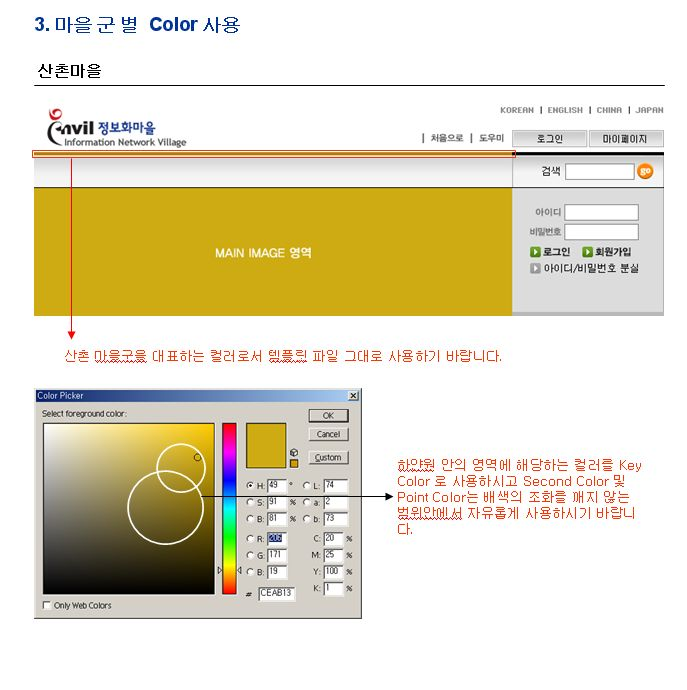 3. 마을 군 별 Color 사용
산촌마을
KOREAN | ENGLISH | CHINA | JAPAN
invil 정보화마을
Information Network Village
| 처음으로 | 도우미
로그인
마이페이지
검색
go
MAIN IMAGE 영역
아이디
비밀번호
로그인
회원가입
아이디/비밀번호 분실
산촌 마을군을 대표하는 컬러로서 템플릿 파일 그대로 사용하기 바랍니다.
Color Picker
Select foreground color:
OK
Cancel
Custom
H: 49 °
L: 74
S: 91 %
a: 2
B: 81 %
b: 73
R: 206
C: 20 %
G: 171
M: 25 %
B: 19
Y: 100 %
# CEAB13
K: 1 %
Only Web Colors
하얀원 안의 영역에 해당하는 컬러를 Key
Color 로 사용하시고 Second Color 및
Point Color는 배색의 조화를 깨지 않는
범위안에서 자유롭게 사용하시기 바랍니
다.